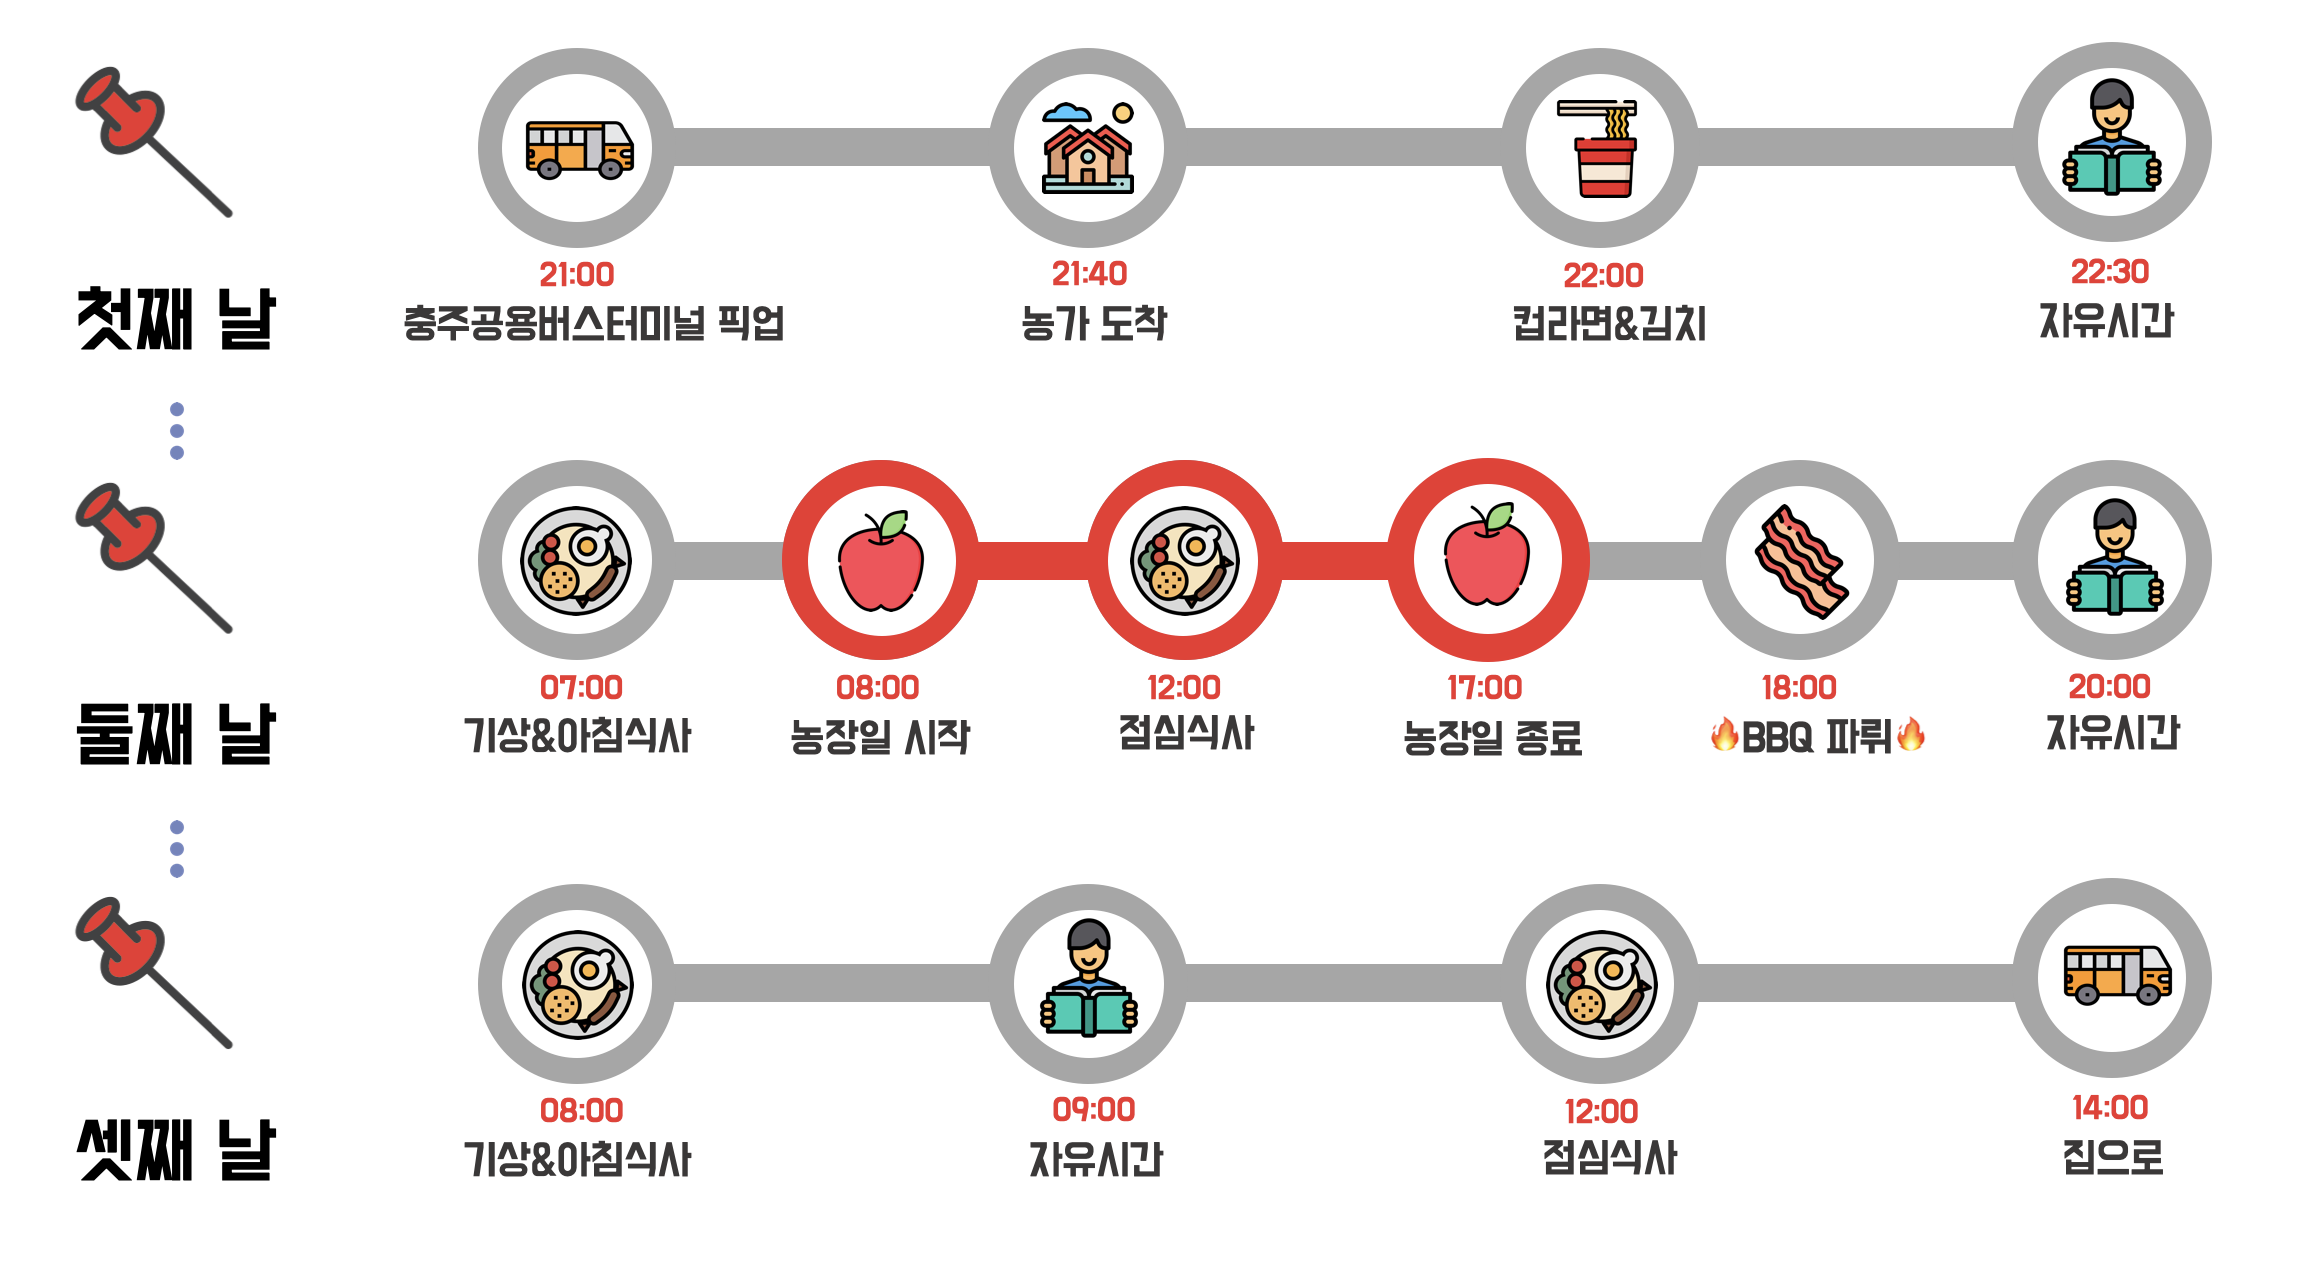 첫째 날
21:00
충주공용버스터미널 픽업
21:40
농가 도착
22:00
컵라면&김치
22:30
자유시간
둘째 날
07:00
기상&아침식사
08:00
농장일 시작
12:00
점심식사
17:00
농장일 종료
18:00
🔥BBQ 파뤼🔥
20:00
자유시간
셋째 날
08:00
기상&아침식사
09:00
자유시간
12:00
점심식사
14:00
집으로